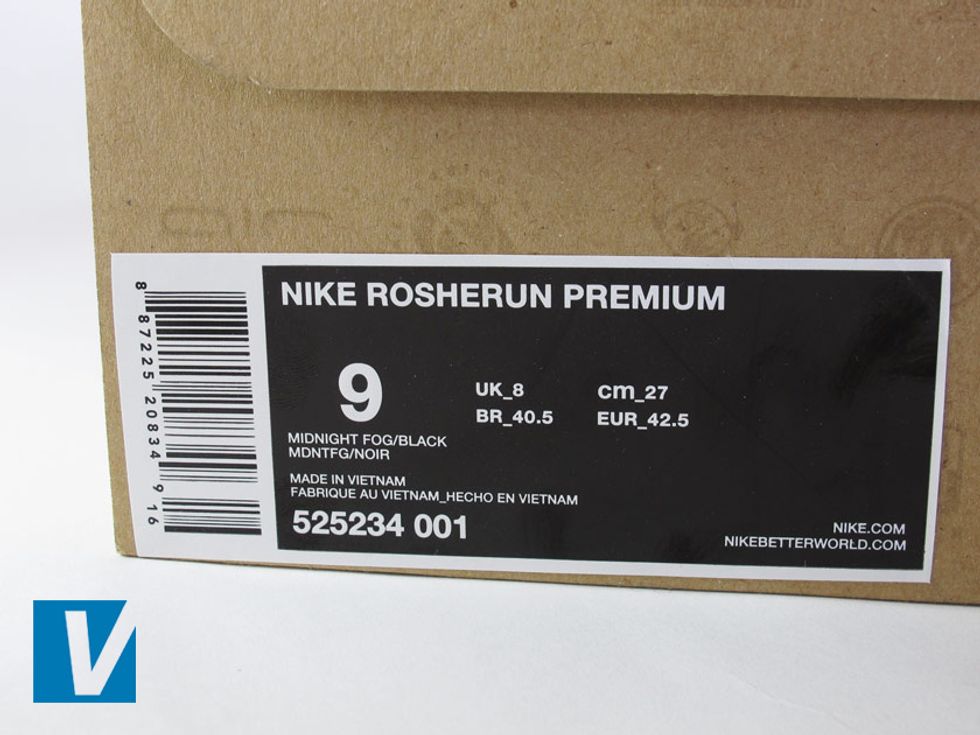 NIKE ROSHERUN PREMIUM
9
UK_8 cm_27
BR_40.5 EUR_42.5
MIDNIGHT FOG/BLACK
MDNTFG/NOIR
MADE IN VIETNAM
FABRIQUE AU VIETNAM_HECHO EN VIETNAM
525234 001
NIKE.COM
NIKEBETTERWORLD.COM
8 87225 20834 9 16
V